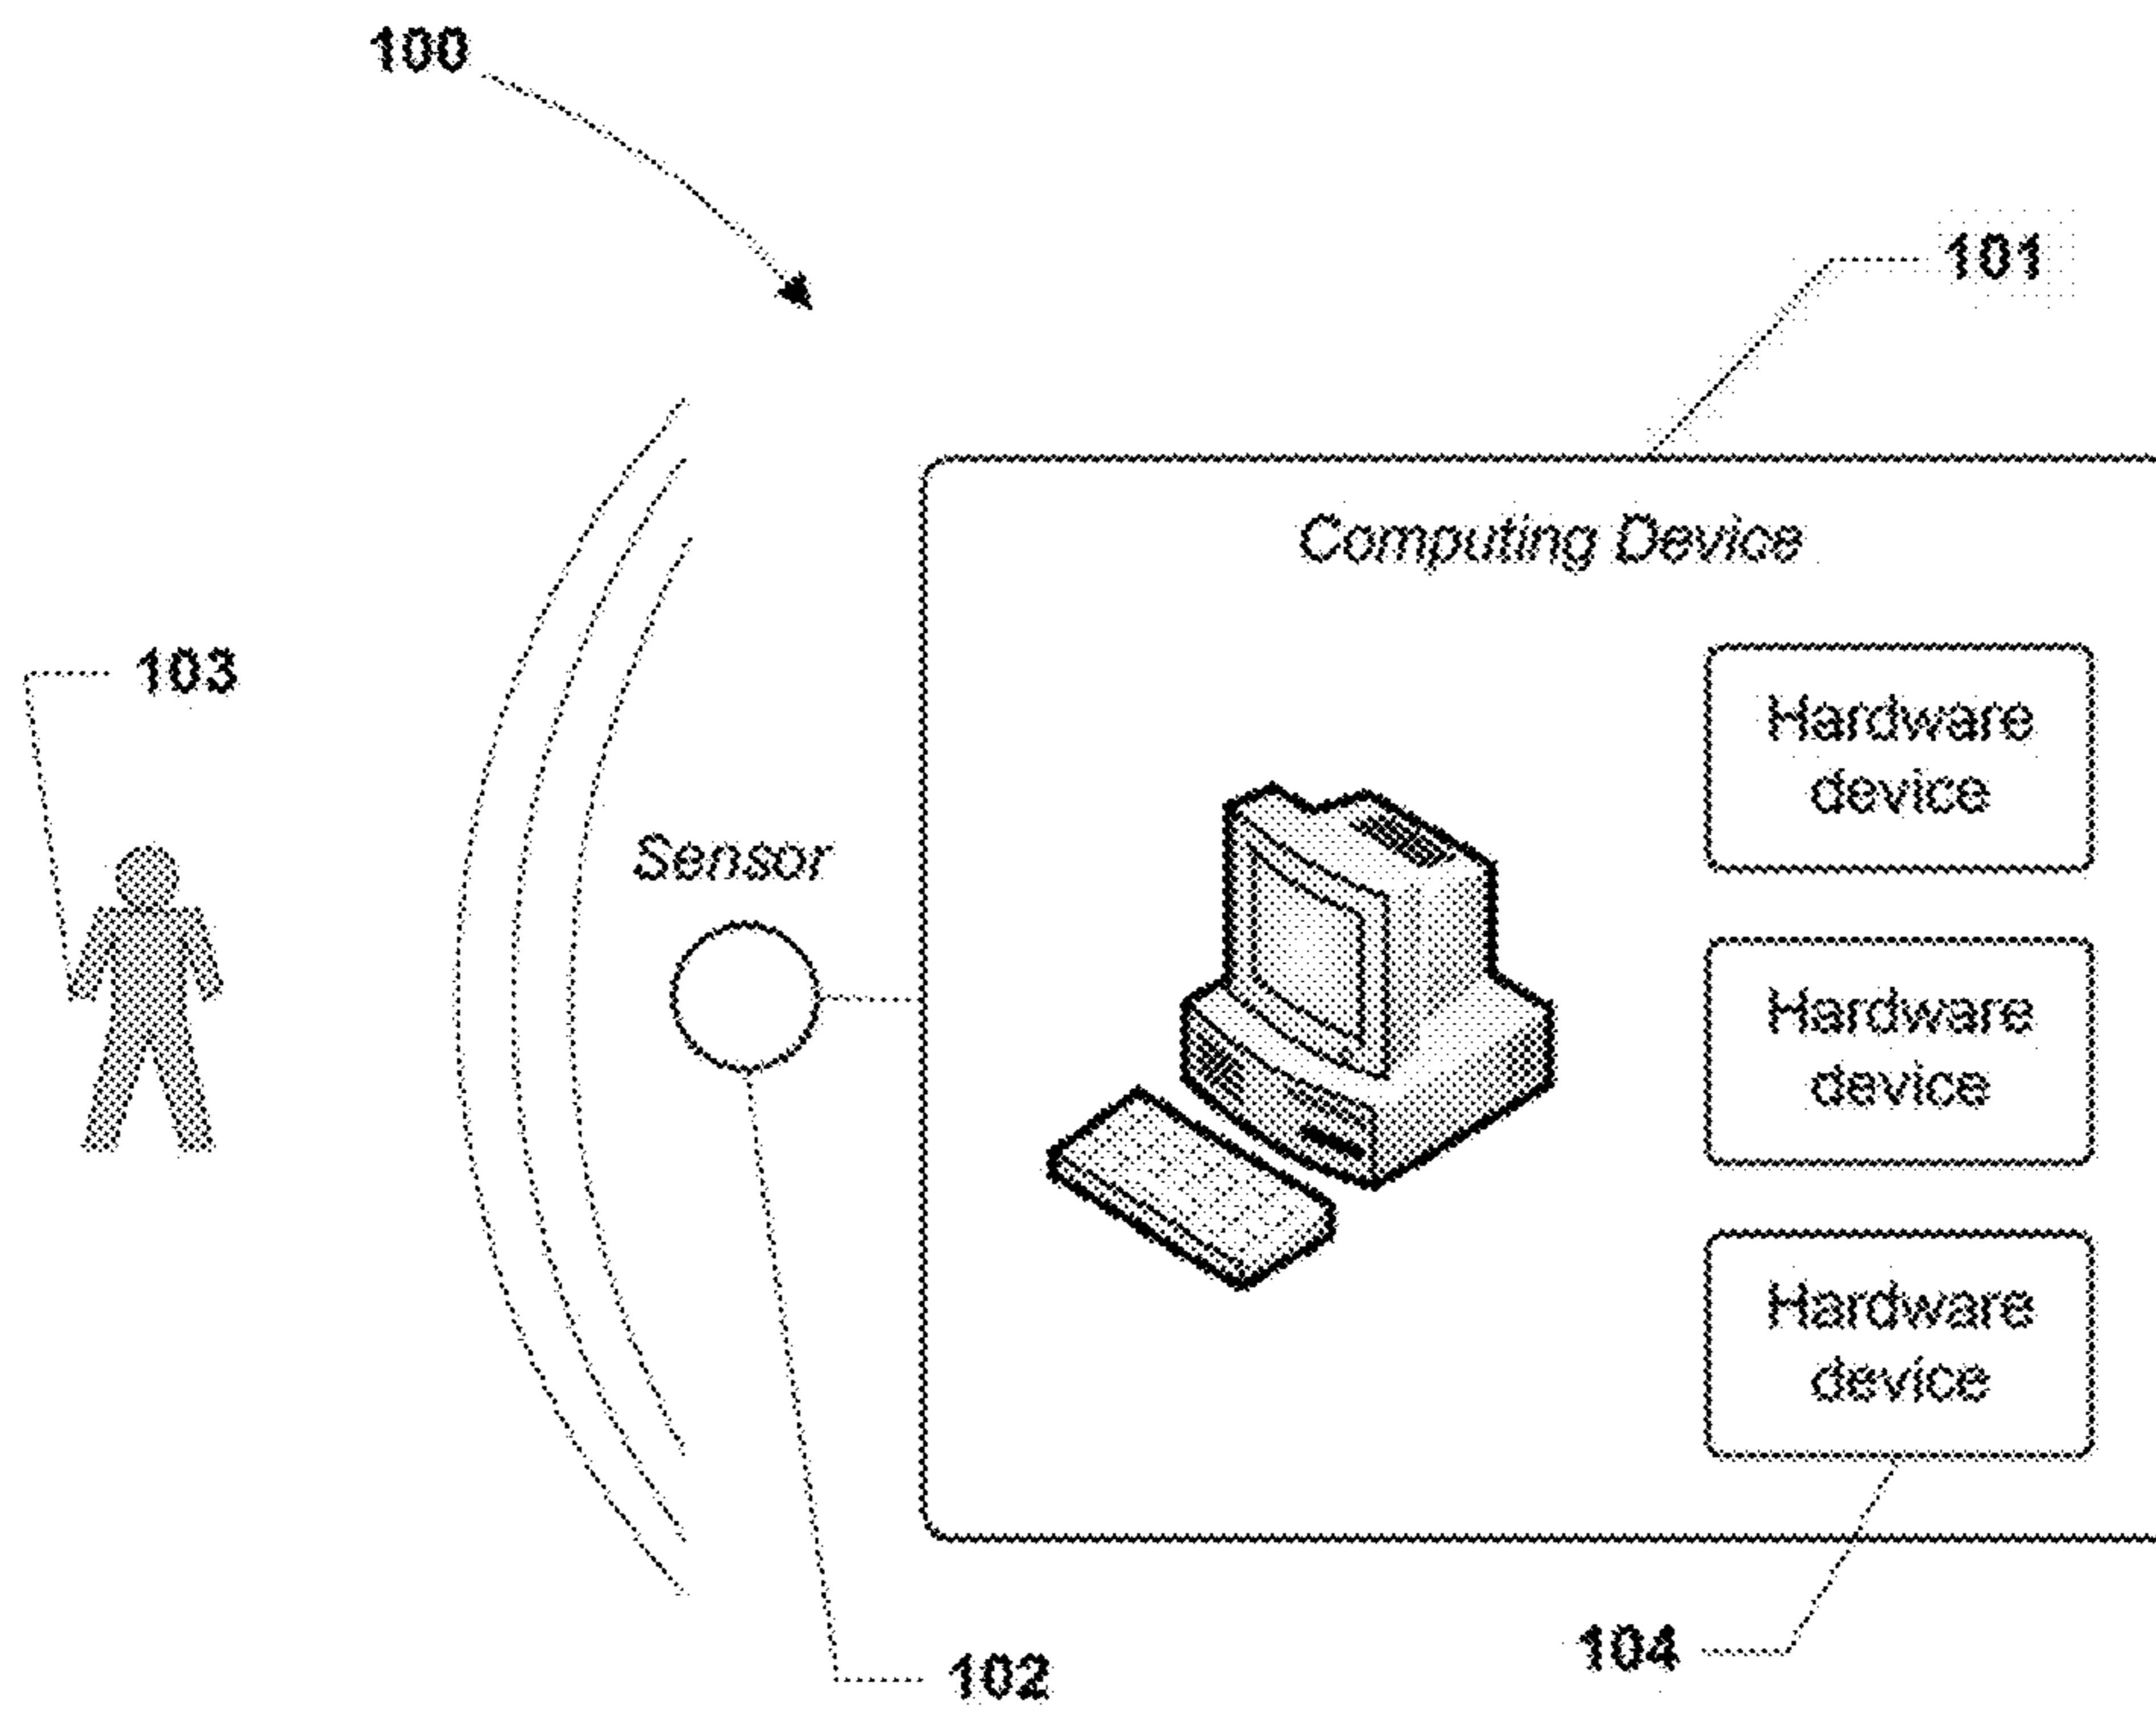 100
101
Computing Device
103
Hardware
device
Sensor
Hardware
device
Hardware
device
104
102